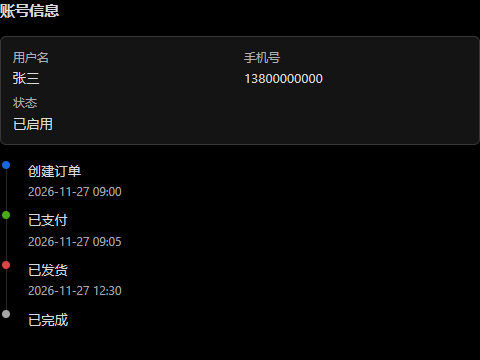 账号信息
用户名
手机号
张三
13800000000
状态
已启用
创建订单
2026-11-27 09:00
已支付
2026-11-27 09:05
已发货
2026-11-27 12:30
已完成